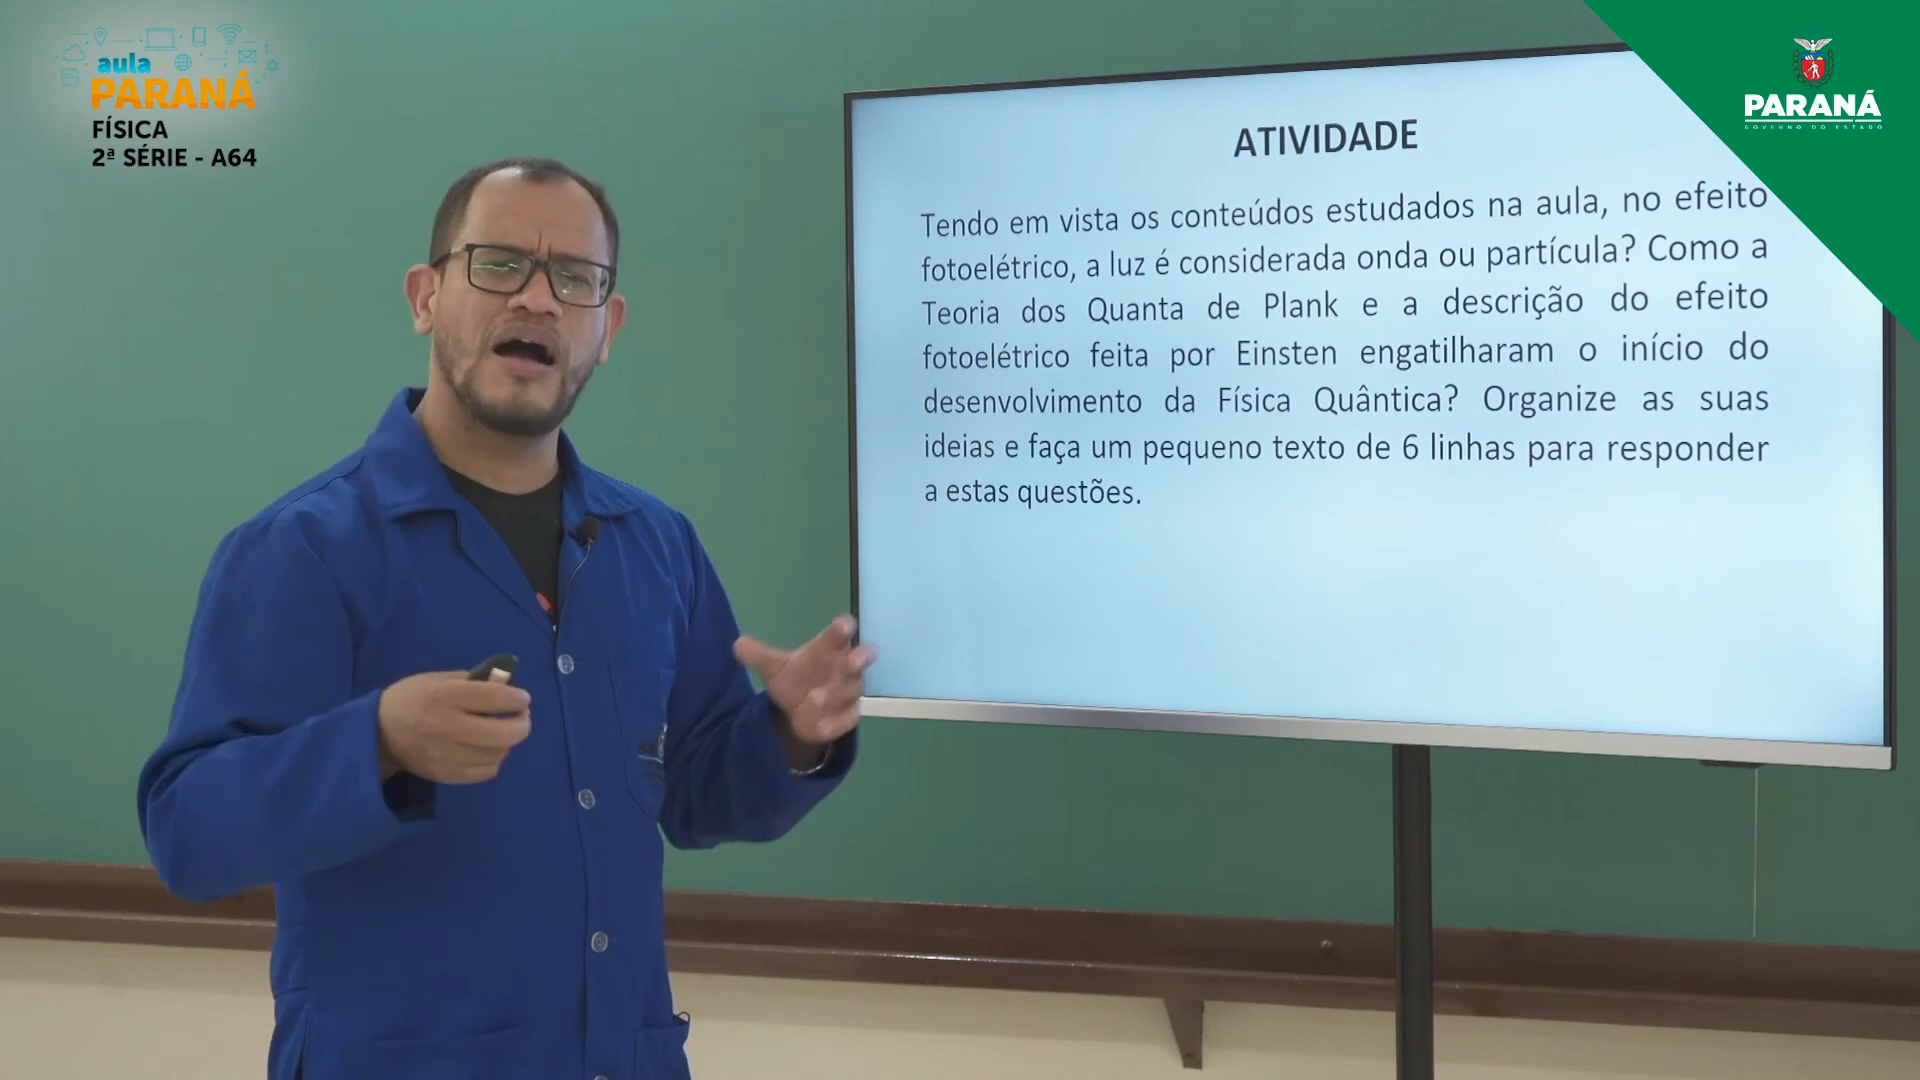 aula
PARANÁ
FÍSICA
2ª SÉRIE - A64
PARANÁ
GOVERNO DO ESTADO
ATIVIDADE
Tendo em vista os conteúdos estudados na aula, no efeito
fotoelétrico, a luz é considerada onda ou partícula? Como a
Teoria dos Quanta de Plank e a descrição do efeito
fotoelétrico feita por Einsten engatilharam o início do
desenvolvimento da Física Quântica? Organize as suas
ideias e faça um pequeno texto de 6 linhas para responder
a estas questões.